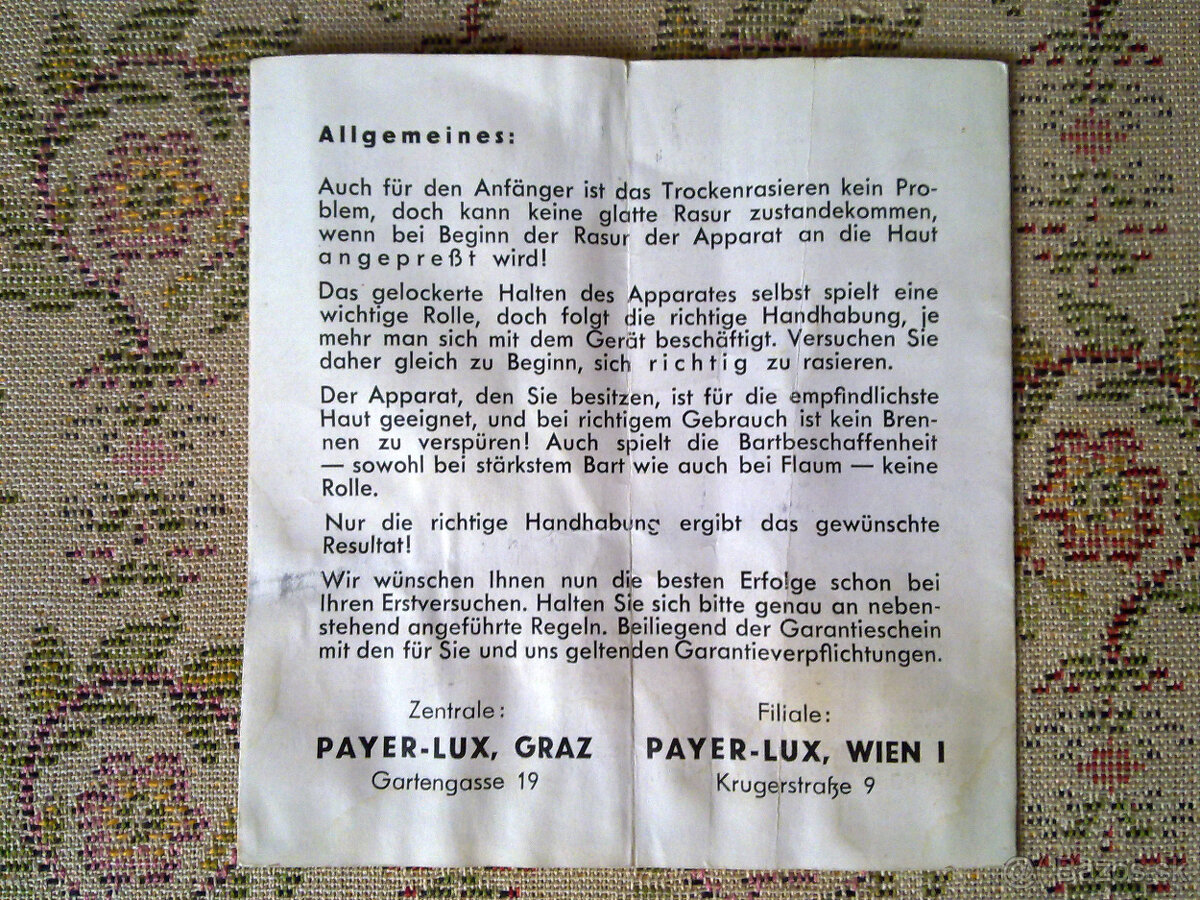 Allgemeines:
Auch für den Anfänger ist das Trockenrasieren kein Pro-
blem, doch kann keine glatte Rasur zustandekommen,
wenn bei Beginn der Rasur der Apparat an die Haut
angepreßt wird!
Das gelockerte Halten des Apparates selbst spielt eine
wichtige Rolle, doch folgt die richtige Handhabung, je
mehr man sich mit dem Gerät beschäftigt. Versuchen Sie
daher gleich zu Beginn, sich richtig zu rasieren.
Der Apparat, den Sie besitzen, ist für die empfindlichste
Haut geeignet, und bei richtigem Gebrauch ist kein Bren-
nen zu verspüren! Auch spielt die Bartbeschaffenheit
— sowohl bei stärkstem Bart wie auch bei Flaum — keine
Rolle.
Nur die richtige Handhabung ergibt das gewünschte
Resultat!
Wir wünschen Ihnen nun die besten Erfolge schon bei
Ihren Erstversuchen. Halten Sie sich bitte genau an neben-
stehend angeführte Regeln. Beiliegend der Garantieschein
mit den für Sie und uns geltenden Garantieverpflichtungen.
Zentrale:
PAYER-LUX, GRAZ
Gartengasse 19
Filiale:
PAYER-LUX, WIEN I
Krugerstraße 9